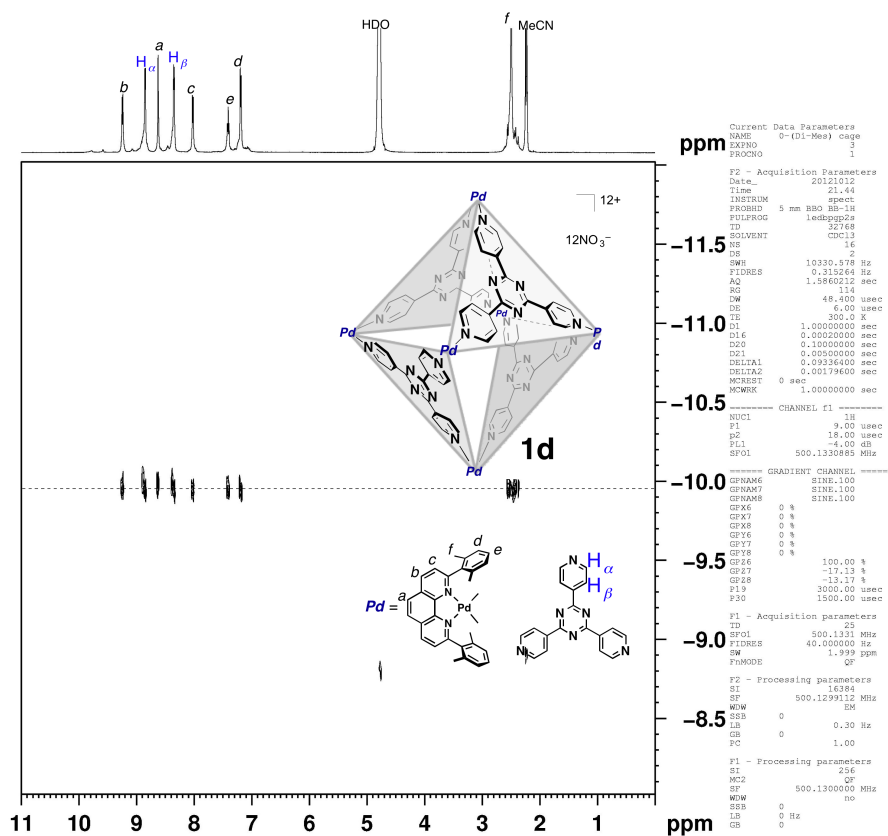 a
f
HDO
MeCN
H α
H β
d
b
c
e
ppm
−11.5
−11.0
−10.5
−10.0
−9.5
−9.0
−8.5
11 10 9 8 7 6 5 4 3 2 1 ppm
Pd
12+
12NO3−
N
N
N
N
N
N
Pd
Pd
Pd
P
d
N
N
N
N
N
N
1d
Pd
Pd =
f
d
e
c
b
a
N
N
Pd
N
H α
H β
N
N
N
N
N
Current Data Parameters
NAME 0-(Di-Mes) cage
EXPNO 3
PROCNO 1
F2 - Acquisition Parameters
Date_ 20121012
Time 21.44
INSTRUM spect
PROBHD 5 mm BBO BB-1H
PULPROG ledbpgp2s
TD 32768
SOLVENT CDCl3
NS 16
DS 2
SWH 10330.578 Hz
FIDRES 0.315264 Hz
AQ 1.5860212 sec
RG 114
DW 48.400 usec
DE 6.00 usec
TE 300.0 K
D1 1.00000000 sec
D16 0.00020000 sec
D20 0.10000000 sec
D21 0.00500000 sec
DELTA1 0.09336400 sec
DELTA2 0.00179600 sec
MCREST 0 sec
MCWRK 1.00000000 sec
======== CHANNEL f1 ========
NUC1 1H
P1 9.00 usec
p2 18.00 usec
PL1 -4.00 dB
SFO1 500.1330885 MHz
====== GRADIENT CHANNEL =====
GPNAM6 SINE.100
GPNAM7 SINE.100
GPNAM8 SINE.100
GPX6 0 %
GPX7 0 %
GPX8 0 %
GPY6 0 %
GPY7 0 %
GPY8 0 %
GPZ6 100.00 %
GPZ7 -17.13 %
GPZ8 -13.17 %
P19 3000.00 usec
P30 1500.00 usec
F1 - Acquisition parameters
TD 25
SFO1 500.1331 MHz
FIDRES 40.000000 Hz
SW 1.999 ppm
FnMODE QF
F2 - Processing parameters
SI 16384
SF 500.1299112 MHz
WDW EM
SSB 0
LB 0.30 Hz
GB 0
PC 1.00
F1 - Processing parameters
SI 256
MC2 QF
SF 500.1300000 MHz
WDW no
SSB 0
LB 0 Hz
GB 0